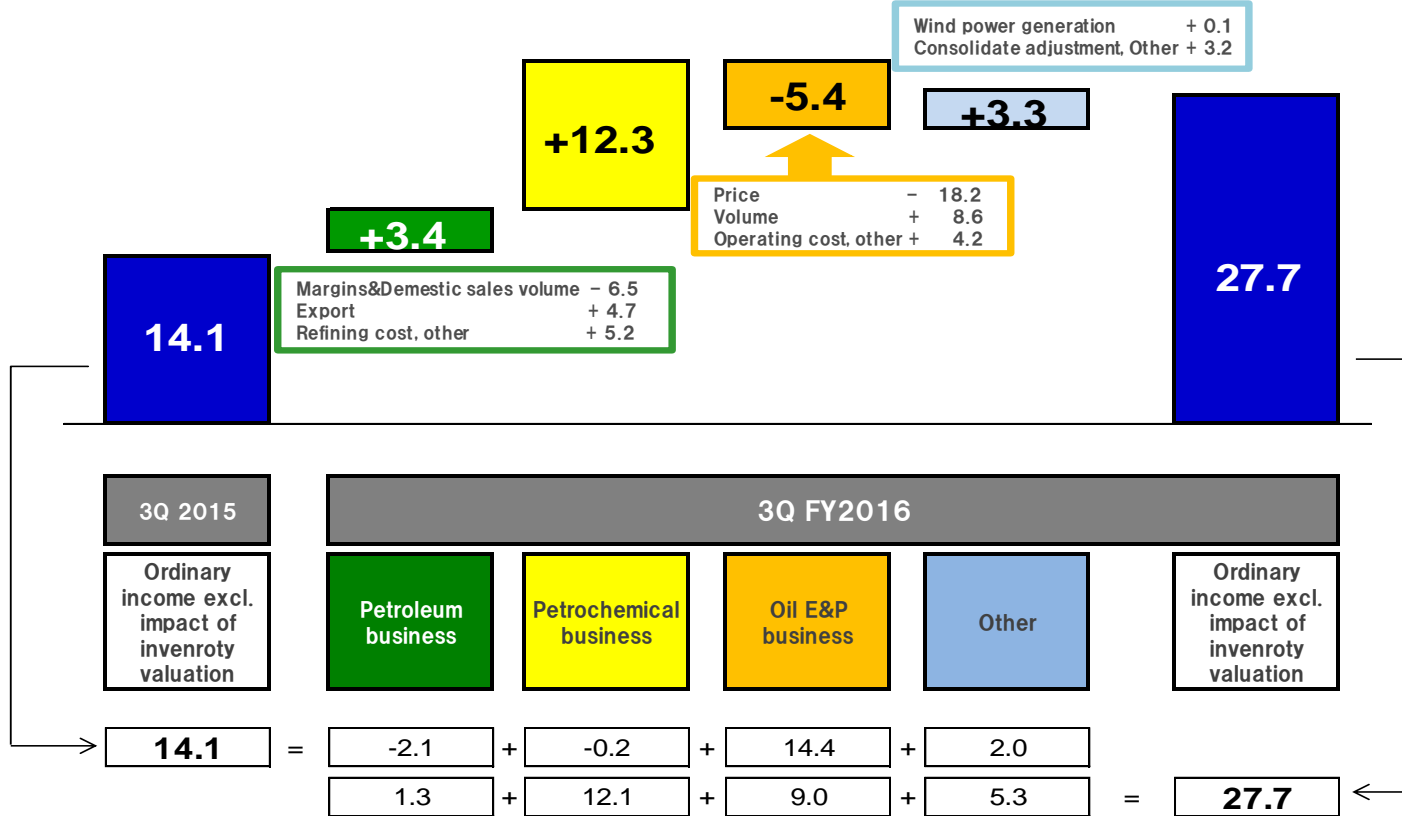 Wind power generation + 0.1
Consolidate adjustment, Other + 3.2
-5.4
+3.3
+12.3
Price - 18.2
Volume + 8.6
Operating cost, other + 4.2
+3.4
27.7
Margins&Demestic sales volume - 6.5
Export + 4.7
Refining cost, other + 5.2
14.1
3Q 2015
3Q FY2016
Ordinary
income excl.
impact of
invenroty
valuation
Petroleum
business
Petrochemical
business
Oil E&P
business
Other
Ordinary
income excl.
impact of
invenroty
valuation
14.1 = -2.1 + -0.2 + 14.4 + 2.0
1.3 + 12.1 + 9.0 + 5.3 = 27.7